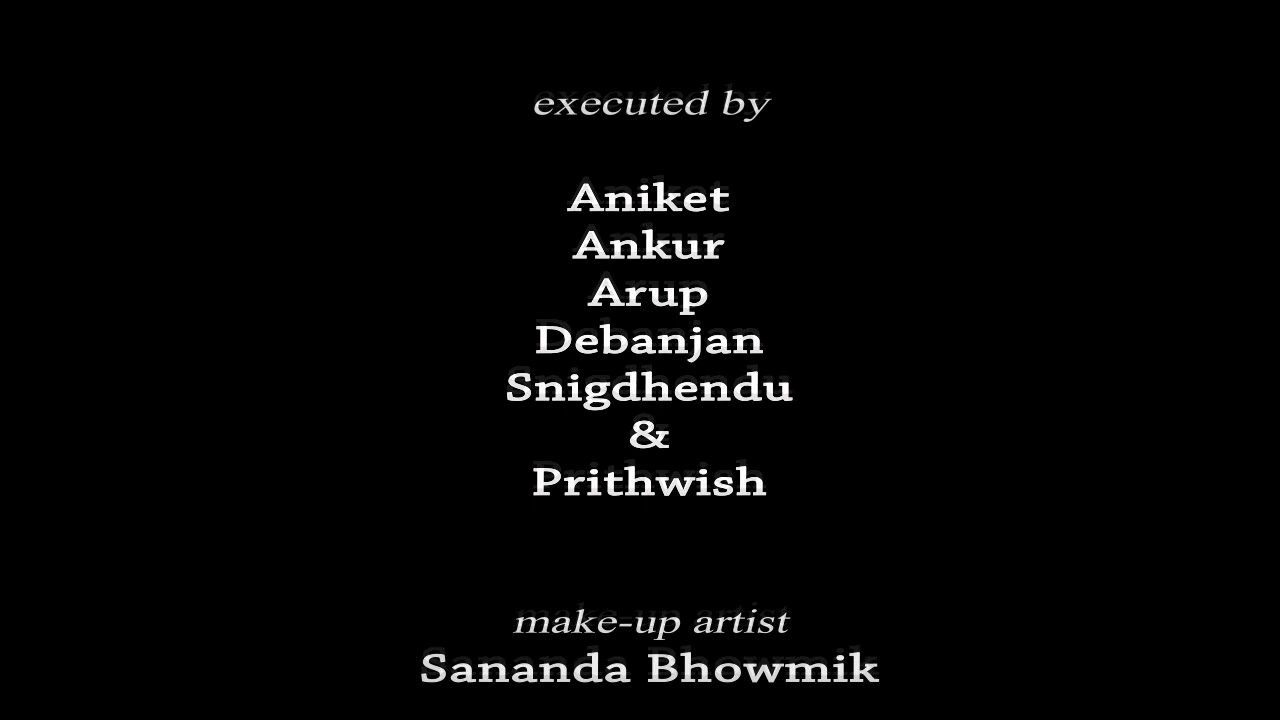 executed by
Aniket
Ankur
Arup
Debanjan
Snigdhendu
&
Prithwish
make-up artist
Sananda Bhowmik